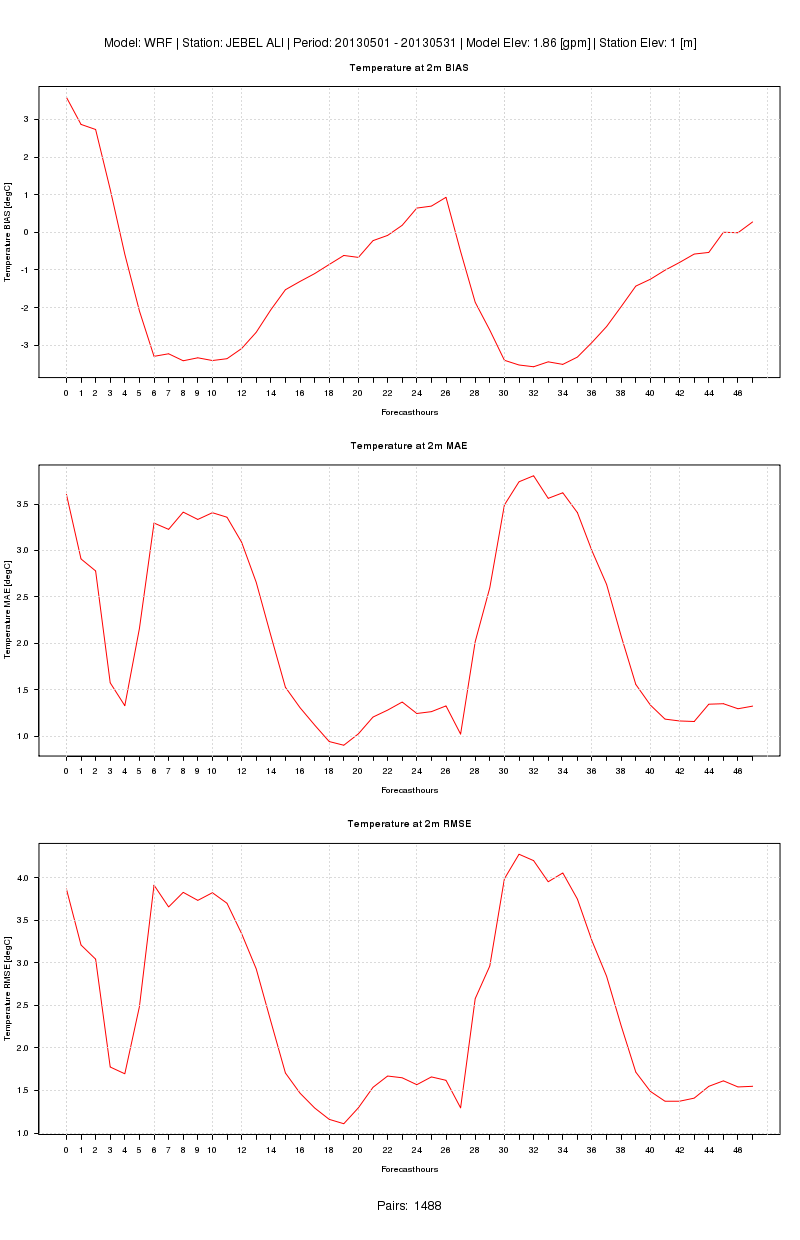 Model: WRF | Station: JEBEL ALI | Period: 20130501 - 20130531 | Model Elev: 1.86 [gpm] | Station Elev: 1 [m]
Temperature at 2m BIAS
Temperature BIAS [degC]
3
2
1
0
-1
-2
-3
0 1 2 3 4 5 6 7 8 9 10 12 14 16 18 20 22 24 26 28 30 32 34 36 38 40 42 44 46
Forecasthours
Temperature at 2m MAE
Temperature MAE [degC]
3.5
3.0
2.5
2.0
1.5
1.0
0 1 2 3 4 5 6 7 8 9 10 12 14 16 18 20 22 24 26 28 30 32 34 36 38 40 42 44 46
Forecasthours
Temperature at 2m RMSE
Temperature RMSE [degC]
4.0
3.5
3.0
2.5
2.0
1.5
1.0
0 1 2 3 4 5 6 7 8 9 10 12 14 16 18 20 22 24 26 28 30 32 34 36 38 40 42 44 46
Forecasthours
Pairs: 1488